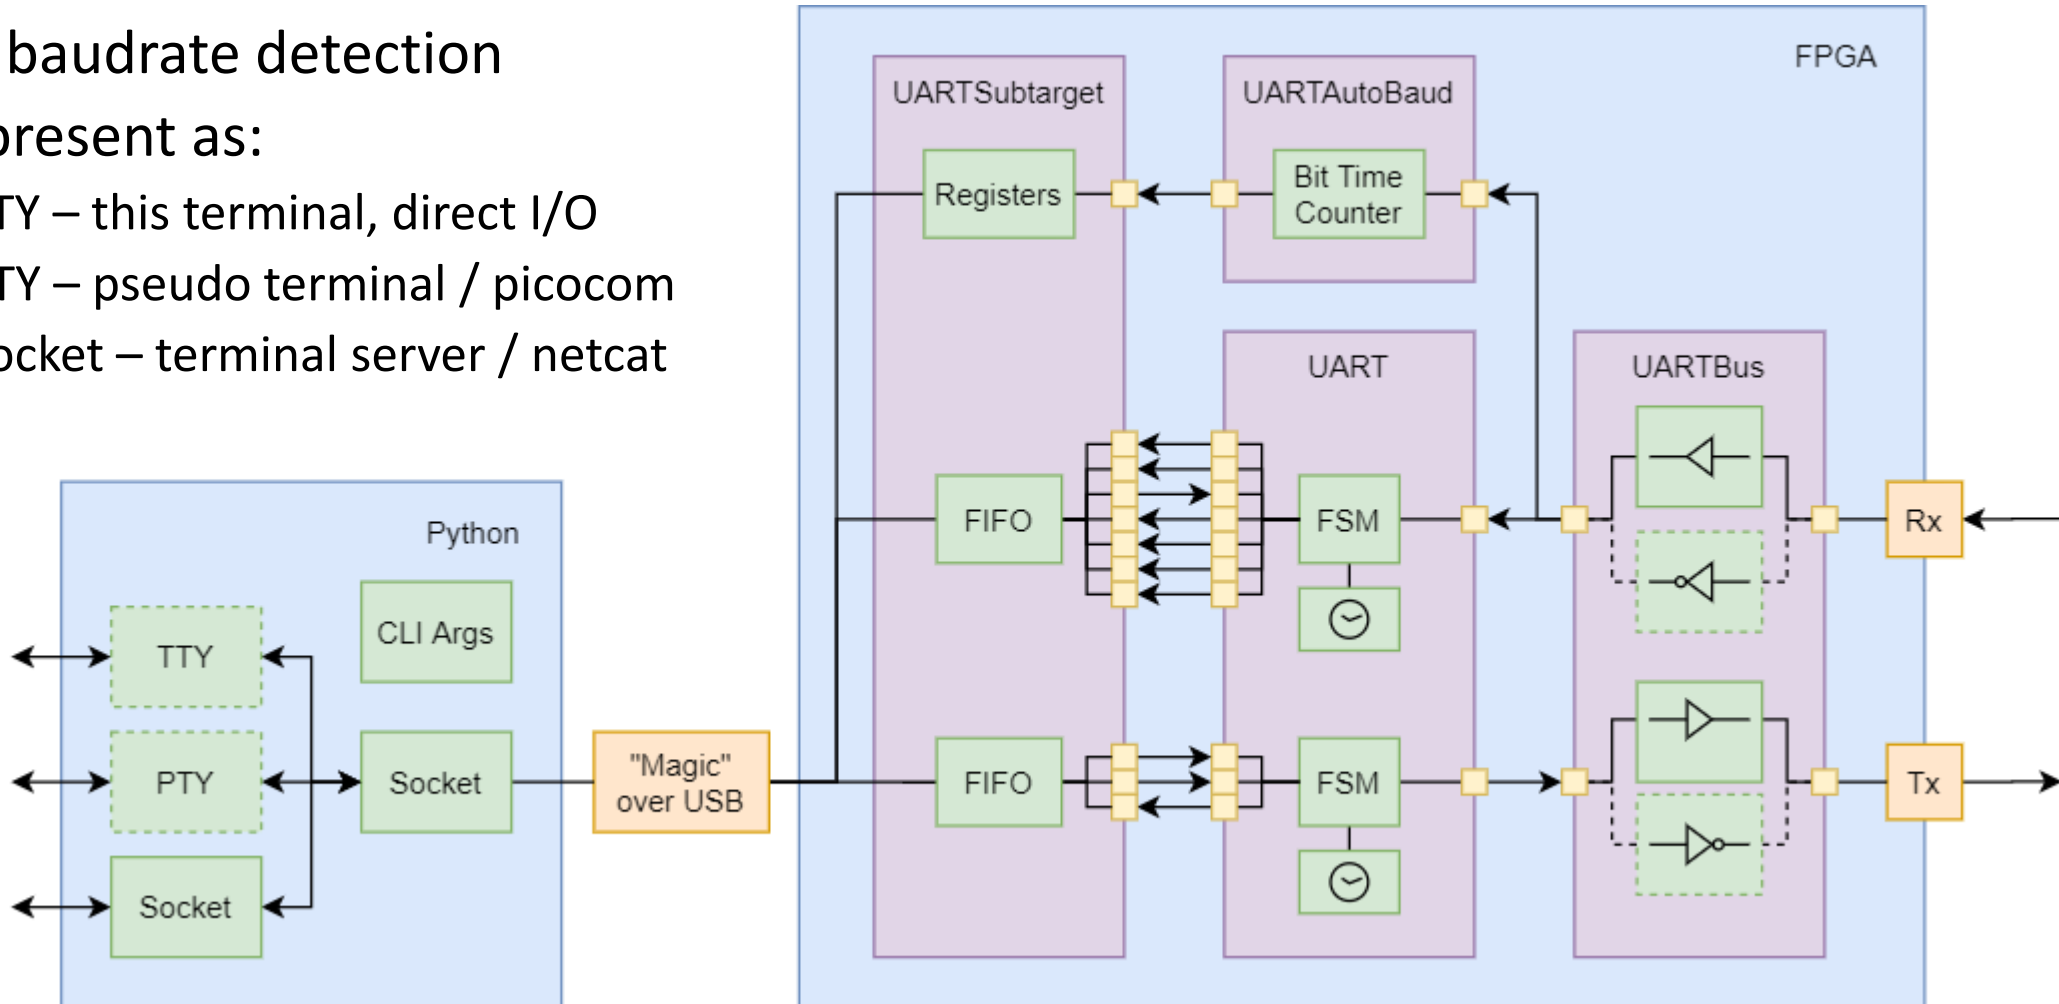 baudrate detection
present as:
TY – this terminal, direct I/O
TY – pseudo terminal / picocom
ocket – terminal server / netcat
FPGA
UARTSubtarget
UARTAutoBaud
Registers
Bit Time
Counter
UART
UARTBus
FIFO
FSM
Rx
Python
CLI Args
TTY
PTY
Socket
Socket
"Magic"
over USB
FIFO
FSM
Tx